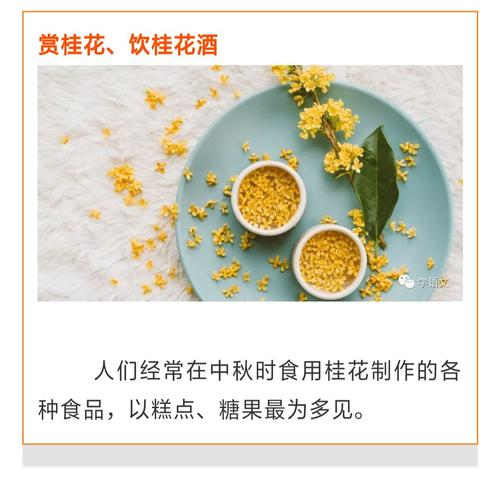 赏桂花、饮桂花酒
学语文
人们经常在中秋时食用桂花制作的各
种食品，以糕点、糖果最为多见。